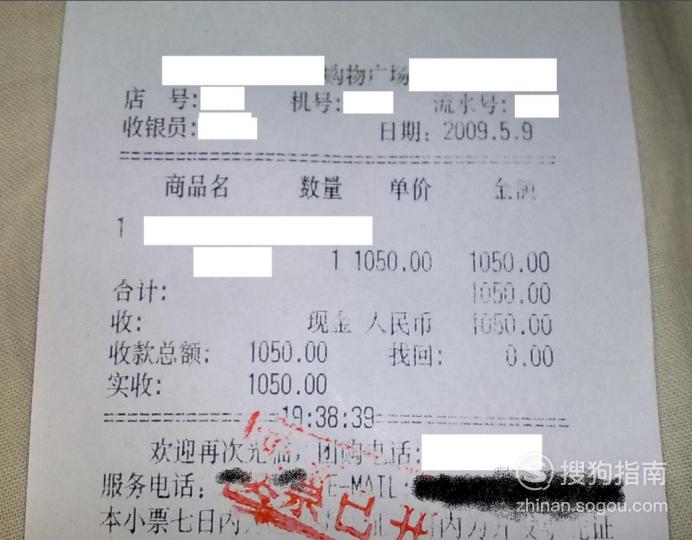 购物广场
店 号: 机号: 流水号:
收银员: 日期: 2009.5.9
商品名 数量 单价 金额
1
1 1050.00 1050.00
合计: 1050.00
收: 现金 人民币 1050.00
收款总额: 1050.00 找回: 0.00
实收: 1050.00
19:38:39
欢迎再次光临, 团购电话:
服务电话: E-MAIL
本小票七日内
搜狗指南
zhinan.sogou.com